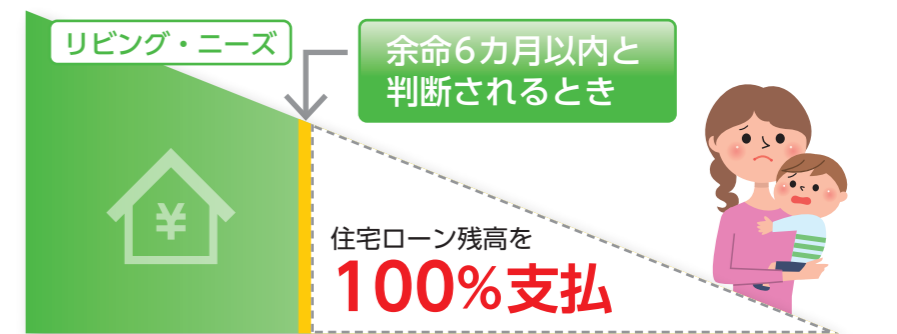 リビング・ニーズ
余命6カ月以内と
判断されるとき
¥
住宅ローン残高を
100%支払